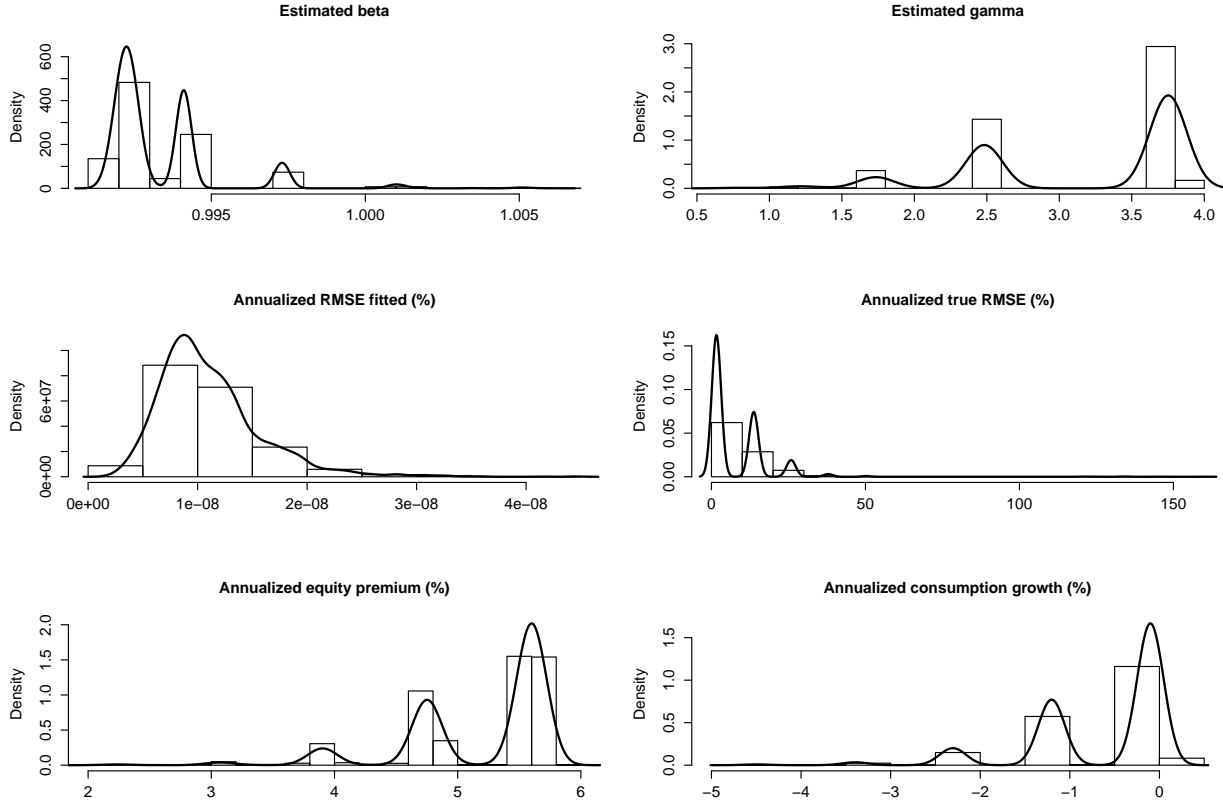 Estimated beta
Density
0 200 400 600
0.995 1.000 1.005
Estimated gamma
Density
0.0 1.0 2.0 3.0
0.5 1.0 1.5 2.0 2.5 3.0 3.5 4.0
Annualized RMSE fitted (%)
Density
0e+00 6e+07
0e+00 1e−08 2e−08 3e−08 4e−08
Annualized true RMSE (%)
Density
0.00 0.05 0.10 0.15
0 50 100 150
Annualized equity premium (%)
Density
0.0 0.5 1.0 1.5 2.0
2 3 4 5 6
Annualized consumption growth (%)
Density
0.0 0.5 1.0 1.5
−5 −4 −3 −2 −1 0